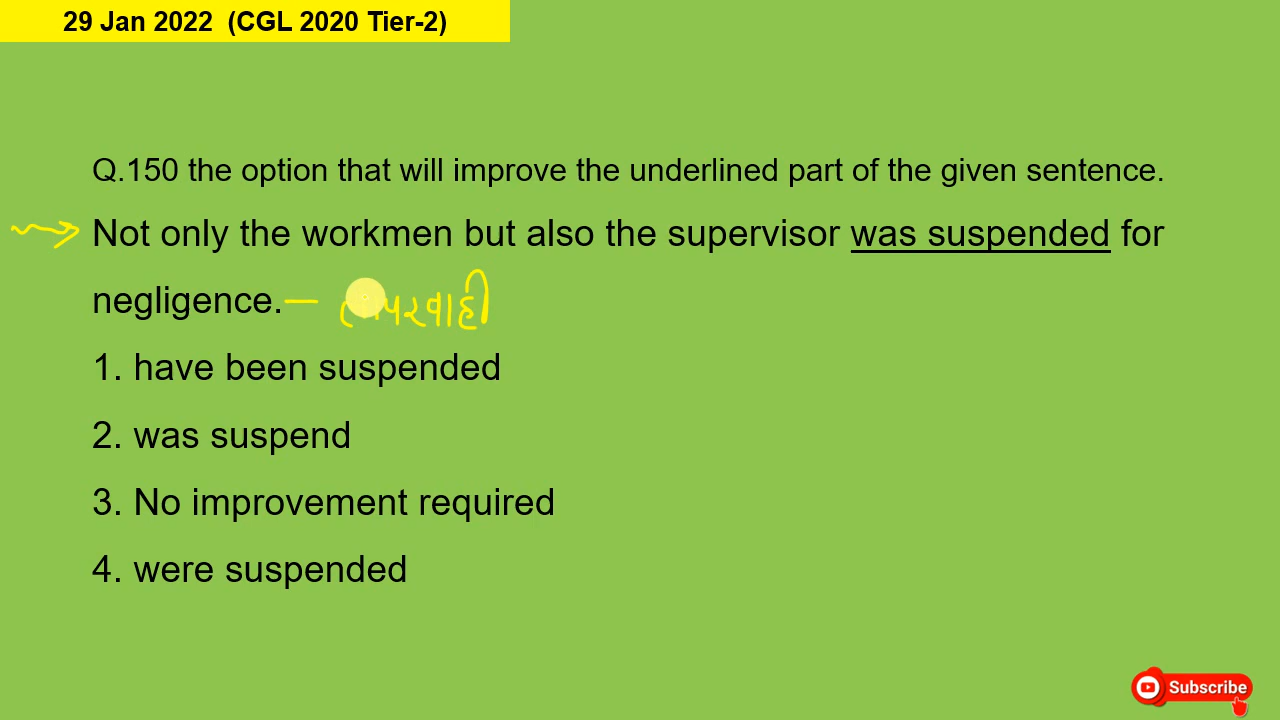 29 Jan 2022 (CGL 2020 Tier-2)
Q.150 the option that will improve the underlined part of the given sentence.
Not only the workmen but also the supervisor was suspended for
negligence.— लापरवाही
1. have been suspended
2. was suspend
3. No improvement required
4. were suspended
Subscribe